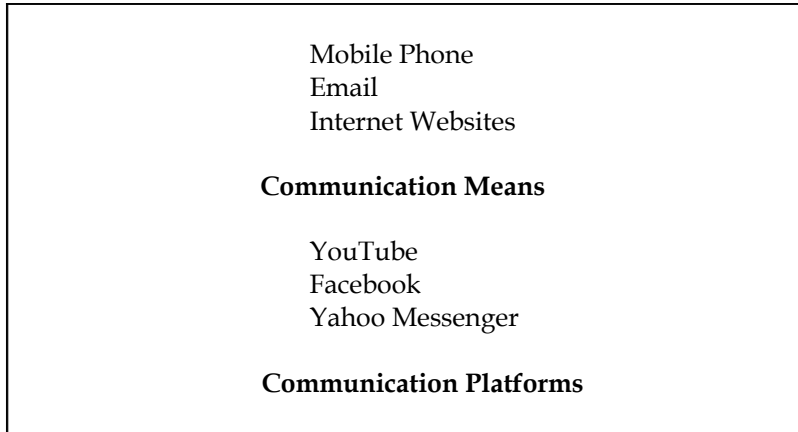 Mobile Phone
Email
Internet Websites
Communication Means
YouTube
Facebook
Yahoo Messenger
Communication Platforms